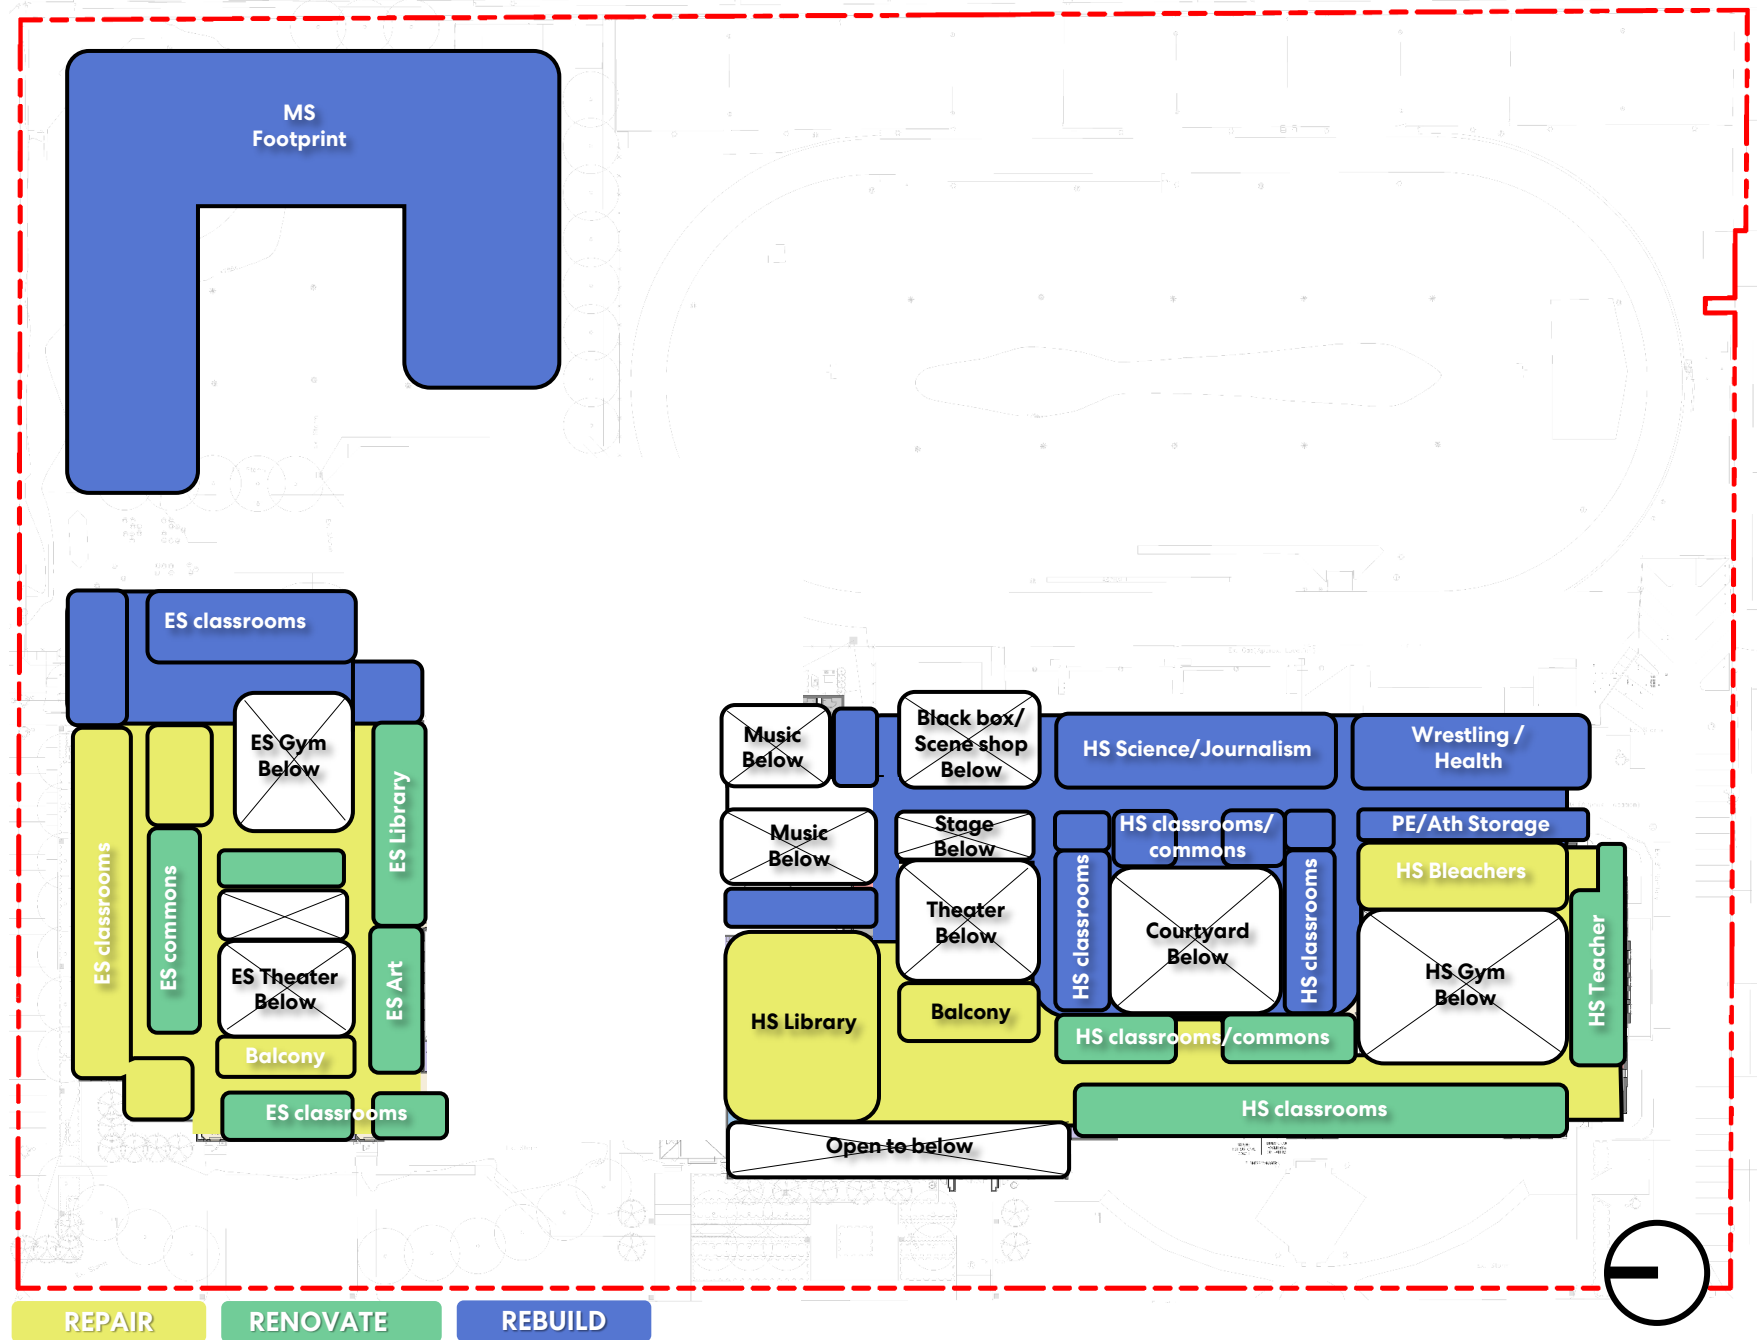 MS
Footprint
ES classrooms
ES Gym
Below
ES Library
ES classrooms
ES commons
ES Theater
Below
ES Art
Balcony
ES classrooms
Music
Below
Black box/
Scene shop
Below
HS Science/Journalism
Wrestling /
Health
Music
Below
Stage
Below
HS classrooms/
commons
PE/Ath Storage
HS Bleachers
Theater
Below
HS classrooms
Courtyard
Below
HS classrooms
HS Gym
Below
HS Teacher
HS Library
Balcony
HS classrooms/commons
HS classrooms
Open to below
REPAIR
RENOVATE
REBUILD